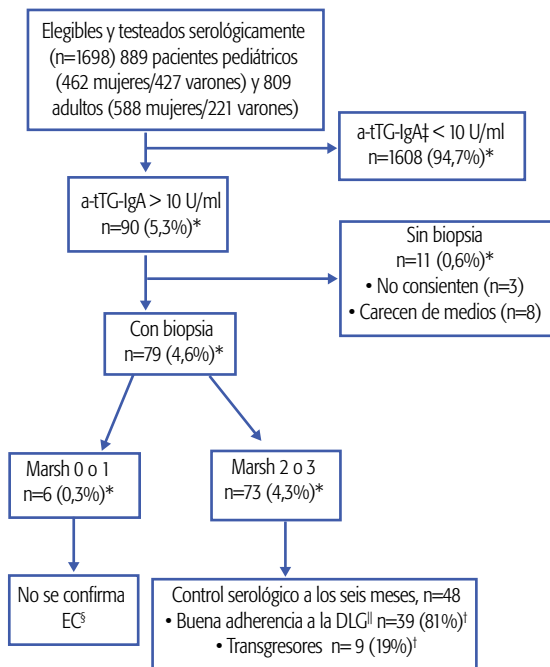 Elegibles y testeados serológicamente
(n=1698) 889 pacientes pediátricos
(462 mujeres/427 varones) y 809
adultos (588 mujeres/221 varones)
a-tTG-IgA‡ < 10 U/ml
n=1608 (94,7%)*
a-tTG-IgA > 10 U/ml
n=90 (5,3%)*
Sin biopsia
n=11 (0,6%)*
• No consienten (n=3)
• Carecen de medios (n=8)
Con biopsia
n=79 (4,6%)*
Marsh 0 o 1
n=6 (0,3%)*
Marsh 2 o 3
n=73 (4,3%)*
No se confirma
EC§
Control serológico a los seis meses, n=48
• Buena adherencia a la DLG|| n=39 (81%)†
• Transgresores n= 9 (19%)†